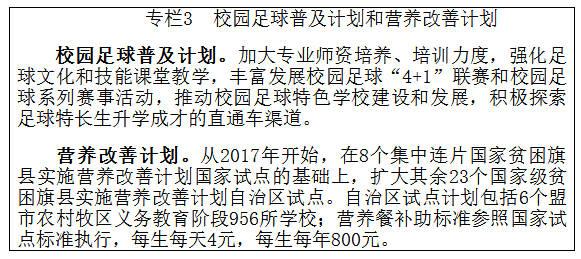 专栏3　校园足球普及计划和营养改善计划
校园足球普及计划。加大专业师资培养、培训力度，强化足
球文化和技能课堂教学，丰富发展校园足球“4+1”联赛和校园足
球系列赛事活动，推动校园足球特色学校建设和发展，积极探索
足球特长生升学成才的直通车渠道。
营养改善计划。从2017年开始，在8个集中连片国家贫困旗
县实施营养改善计划国家试点的基础上，扩大其余23个国家级贫
困旗县实施营养改善计划自治区试点。自治区试点计划包括6个盟
市农村牧区义务教育阶段956所学校；营养餐补助标准参照国家试
点标准执行，每生每天4元，每生每年800元。